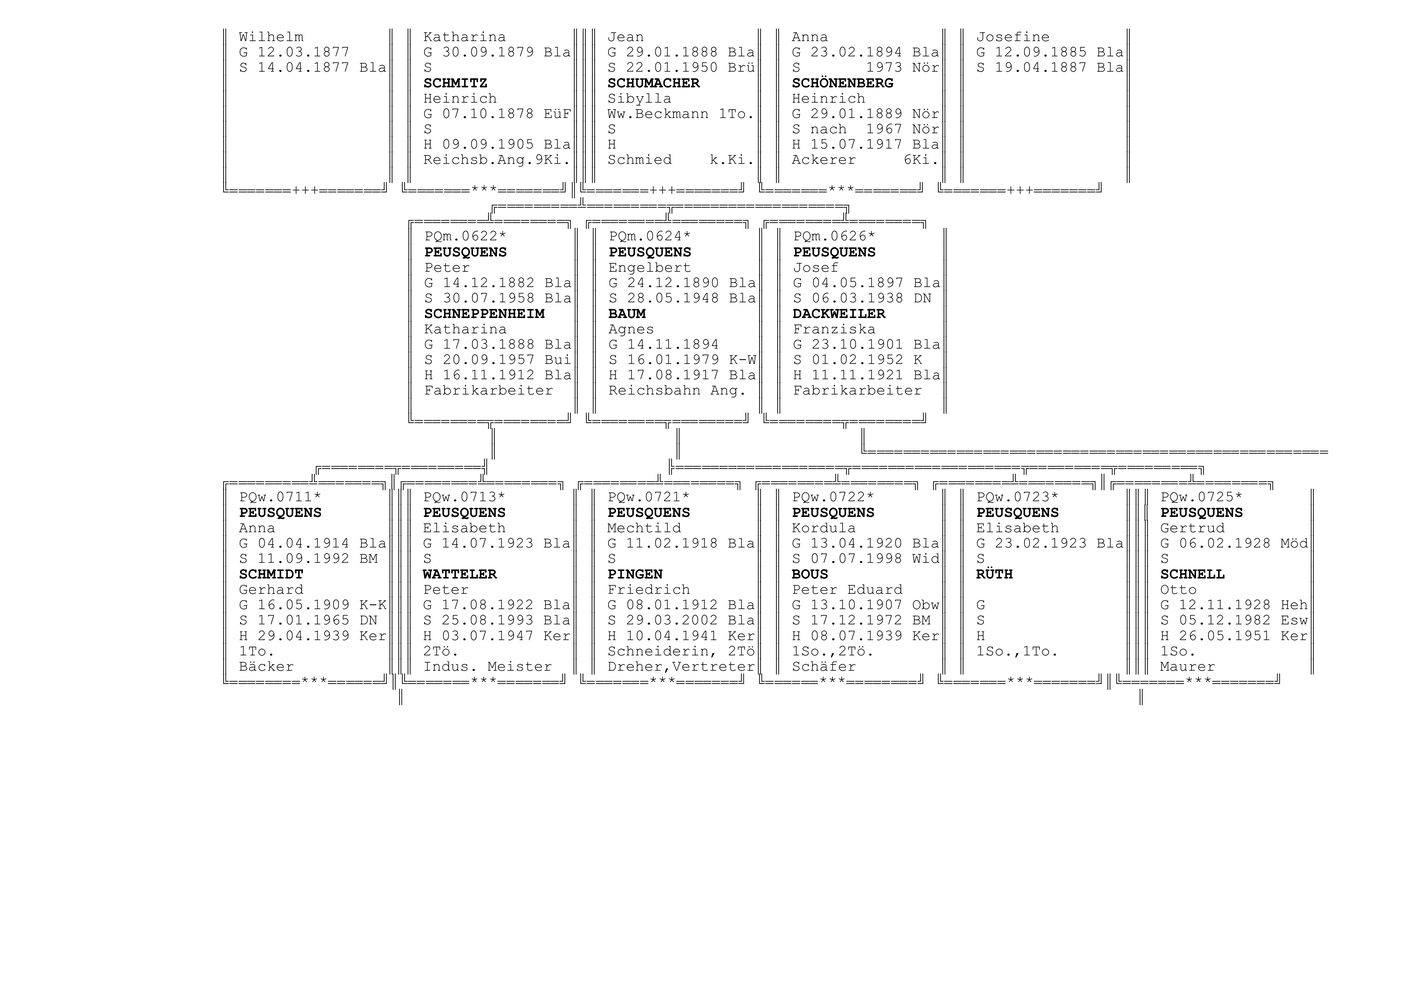 Wilhelm
G 12.03.1877
S 14.04.1877 Bla
Katharina
G 30.09.1879 Bla
S
SCHMITZ
Heinrich
G 07.10.1878 EüF
S
H 09.09.1905 Bla
Reichsb.Ang.9Ki.
***
Jean
G 29.01.1888 Bla
S 22.01.1950 Brü
SCHUMACHER
Sibylla
Ww.Beckmann 1To.
S
H
Schmied    k.Ki.
+++
Anna
G 23.02.1894 Bla
S       1973 Nör
SCHÖNENBERG
Heinrich
G 29.01.1889 Nör
S nach  1967 Nör
H 15.07.1917 Bla
Ackerer     6Ki.
***
Josefine
G 12.09.1885 Bla
S 19.04.1887 Bla
+++
+++
PQm.0622*
PEUSQUENS
Peter
G 14.12.1882 Bla
S 30.07.1958 Bla
SCHNEPPENHEIM
Katharina
G 17.03.1888 Bla
S 20.09.1957 Bui
H 16.11.1912 Bla
Fabrikarbeiter
PQm.0624*
PEUSQUENS
Engelbert
G 24.12.1890 Bla
S 28.05.1948 Bla
BAUM
Agnes
G 14.11.1894
S 16.01.1979 K-W
H 17.08.1917 Bla
Reichsbahn Ang.
PQm.0626*
PEUSQUENS
Josef
G 04.05.1897 Bla
S 06.03.1938 DN
DACKWEILER
Franziska
G 23.10.1901 Bla
S 01.02.1952 K
H 11.11.1921 Bla
Fabrikarbeiter
PQw.0711*
PEUSQUENS
Anna
G 04.04.1914 Bla
S 11.09.1992 BM
SCHMIDT
Gerhard
G 16.05.1909 K-K
S 17.01.1965 DN
H 29.04.1939 Ker
1To.
Bäcker
***
PQw.0713*
PEUSQUENS
Elisabeth
G 14.07.1923 Bla
S
WATTELER
Peter
G 17.08.1922 Bla
S 25.08.1993 Bla
H 03.07.1947 Ker
2Tö.
Indus. Meister
***
PQw.0721*
PEUSQUENS
Mechtild
G 11.02.1918 Bla
S
PINGEN
Friedrich
G 08.01.1912 Bla
S 29.03.2002 Bla
H 10.04.1941 Ker
Schneiderin, 2Tö
Dreher,Vertreter
***
PQw.0722*
PEUSQUENS
Kordula
G 13.04.1920 Bla
S 07.07.1998 Wid
BOUS
Peter Eduard
G 13.10.1907 Obw
S 17.12.1972 BM
H 08.07.1939 Ker
1So.,2Tö.
Schäfer
***
PQw.0723*
PEUSQUENS
Elisabeth
G 23.02.1923 Bla
S
RÜTH
G
S
H
1So.,1To.
***
PQw.0725*
PEUSQUENS
Gertrud
G 06.02.1928 Möd
S
SCHNELL
Otto
G 12.11.1928 Heh
S 05.12.1982 Esw
H 26.05.1951 Ker
1So.
Maurer
***